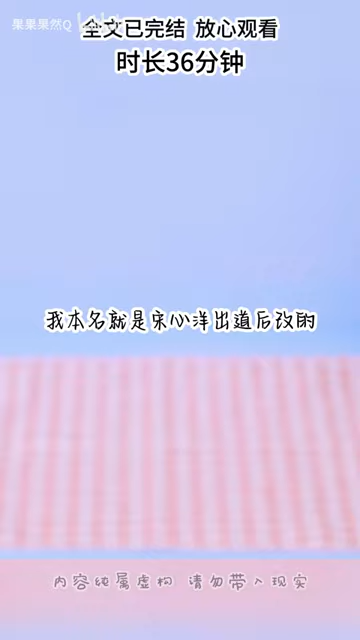 果果果然Q
全文已完结 放心观看
时长36分钟
我本名就是宋心洋出道后改的
内容纯属虚构 请勿带入现实